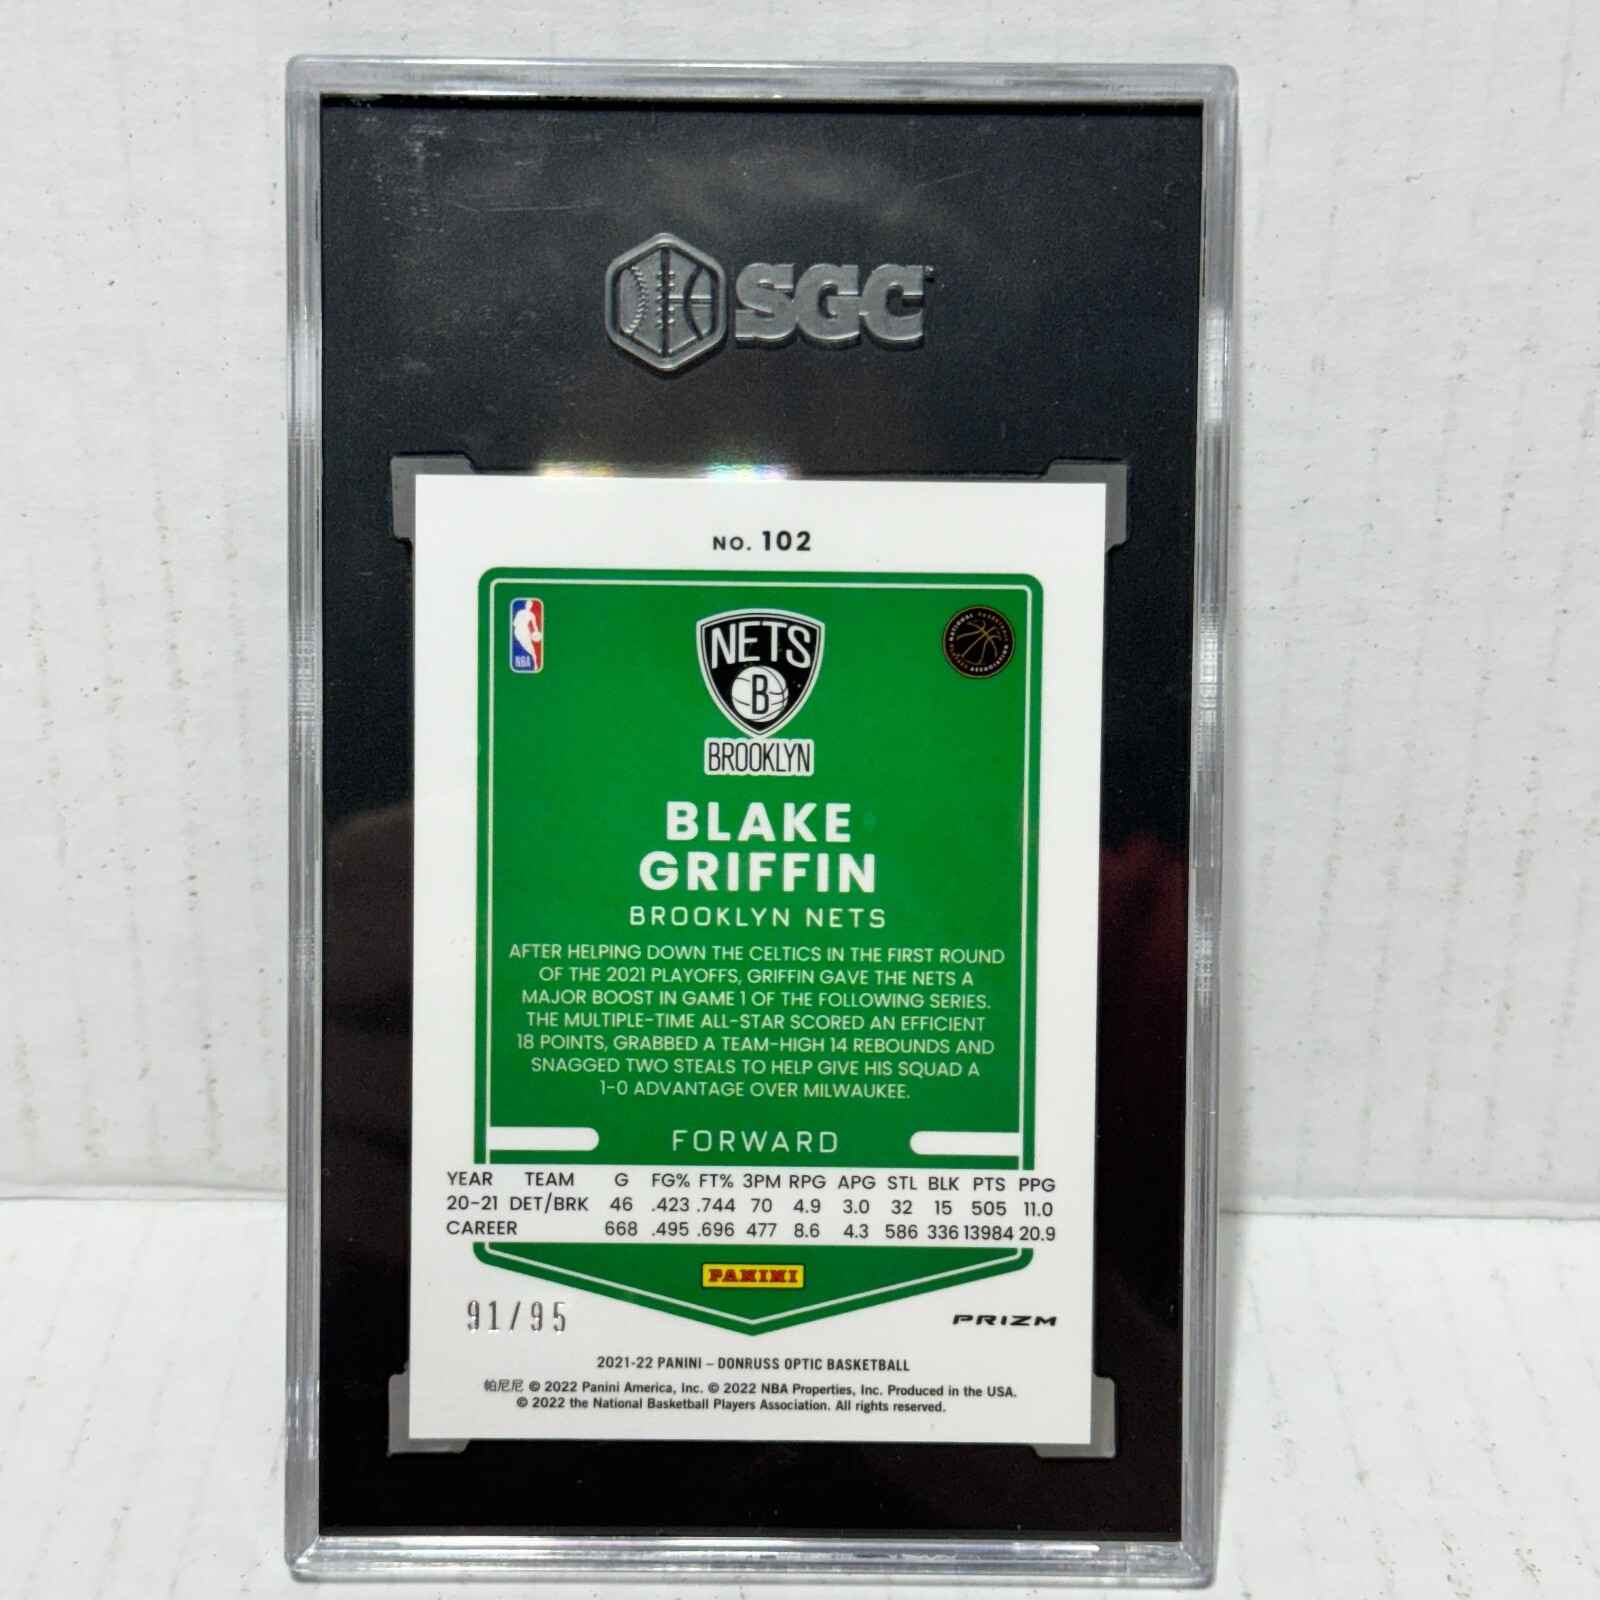 SGC
NO. 102
NBA
NATIONAL BASKETBALL PLAYERS ASSOCIATION
NETS
B
BROOKLYN
BLAKE
GRIFFIN
BROOKLYN NETS
AFTER HELPING DOWN THE CELTICS IN THE FIRST ROUND
OF THE 2021 PLAYOFFS, GRIFFIN GAVE THE NETS A
MAJOR BOOST IN GAME 1 OF THE FOLLOWING SERIES.
THE MULTIPLE-TIME ALL-STAR SCORED AN EFFICIENT
18 POINTS, GRABBED A TEAM-HIGH 14 REBOUNDS AND
SNAGGED TWO STEALS TO HELP GIVE HIS SQUAD A
1-0 ADVANTAGE OVER MILWAUKEE.
FORWARD
YEAR TEAM G FG% FT% 3PM RPG APG STL BLK PTS PPG
20-21 DET/BRK 46 .423 .744 70 4.9 3.0 32 15 505 11.0
CAREER 668 .495 .696 477 8.6 4.3 586 336 13984 20.9
PANINI
91/95
PRIZM
2021-22 PANINI – DONRUSS OPTIC BASKETBALL
帕尼尼 © 2022 Panini America, Inc. © 2022 NBA Properties, Inc. Produced in the USA.
© 2022 the National Basketball Players Association. All rights reserved.